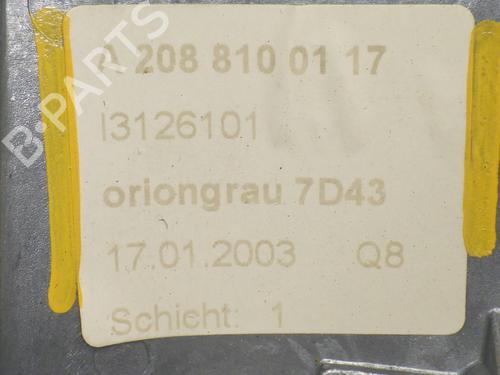 A 208 810 01 17
I3126101
oriongrau 7D43
17.01.2003 Q8
Schicht: 1
B-PARTS